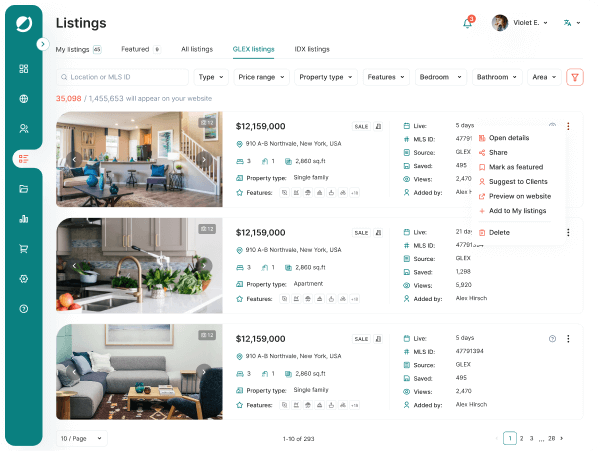 Listings
3
Violet E.
My listings 45
Featured 6
All listings
GLEX listings
IDX listings
Location or MLS ID
Type
Price range
Property type
Features
Bedroom
Bathroom
Area
35,098 / 1,455,653 will appear on your website
12
$12,159,000
SALE
910 A-B Northvale, New York, USA
3
1
2,860 sq.ft
Property type: Single family
Features: +10
Live: 5 days
MLS ID: 47791
Source: GLEX
Saved: 495
Views: 2,470
Added by: Alex H
Open details
Share
Mark as featured
Suggest to Clients
Preview on website
Add to My listings
Delete
12
$12,159,000
SALE
910 A-B Northvale, New York, USA
3
1
2,860 sq.ft
Property type: Apartment
Features: +10
Live: 21 da
MLS ID: 47791394
Source: GLEX
Saved: 1,298
Views: 5,920
Added by: Alex Hirsch
12
$12,159,000
SALE
910 A-B Northvale, New York, USA
3
1
2,860 sq.ft
Property type: Single family
Features: +10
Live: 5 days
MLS ID: 47791394
Source: GLEX
Saved: 495
Views: 2,470
Added by: Alex Hirsch
10 / Page
1-10 of 293
1 2 3 ... 28